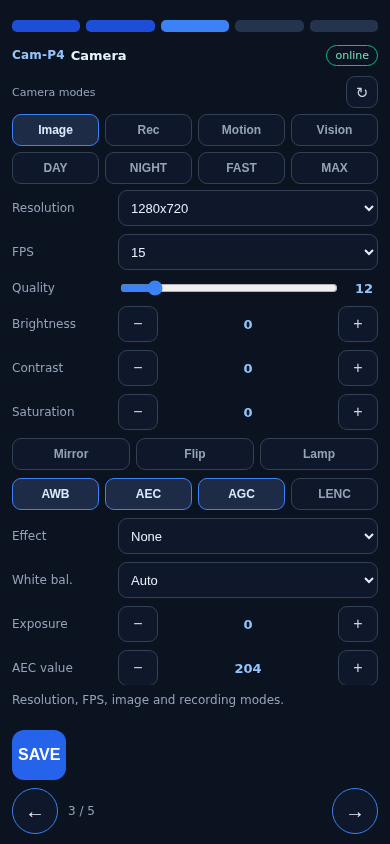 Cam-P4 Camera online
Camera modes ↻
Image Rec Motion Vision
DAY NIGHT FAST MAX
Resolution 1280x720
FPS 15
Quality 12
Brightness − 0 +
Contrast − 0 +
Saturation − 0 +
Mirror Flip Lamp
AWB AEC AGC LENC
Effect None
White bal. Auto
Exposure − 0 +
AEC value − 204 +
Resolution, FPS, image and recording modes.
SAVE
← 3 / 5 →